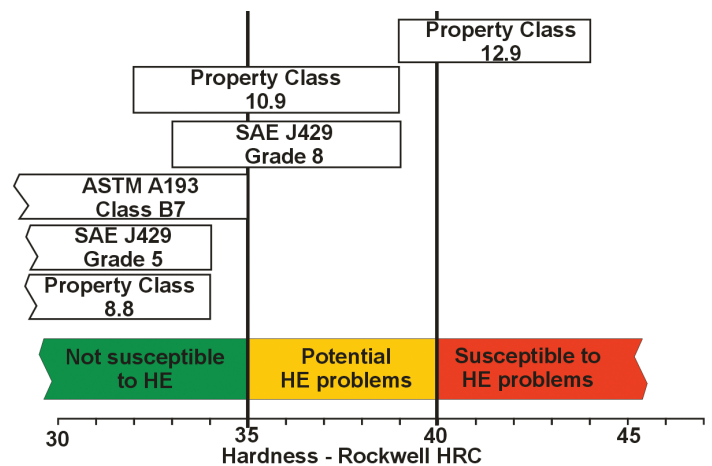 Property Class
12.9
Property Class
10.9
SAE J429
Grade 8
ASTM A193
Class B7
SAE J429
Grade 5
Property Class
8.8
Not susceptible
to HE
Potential
HE problems
Susceptible to
HE problems
30 35 40 45
Hardness - Rockwell HRC